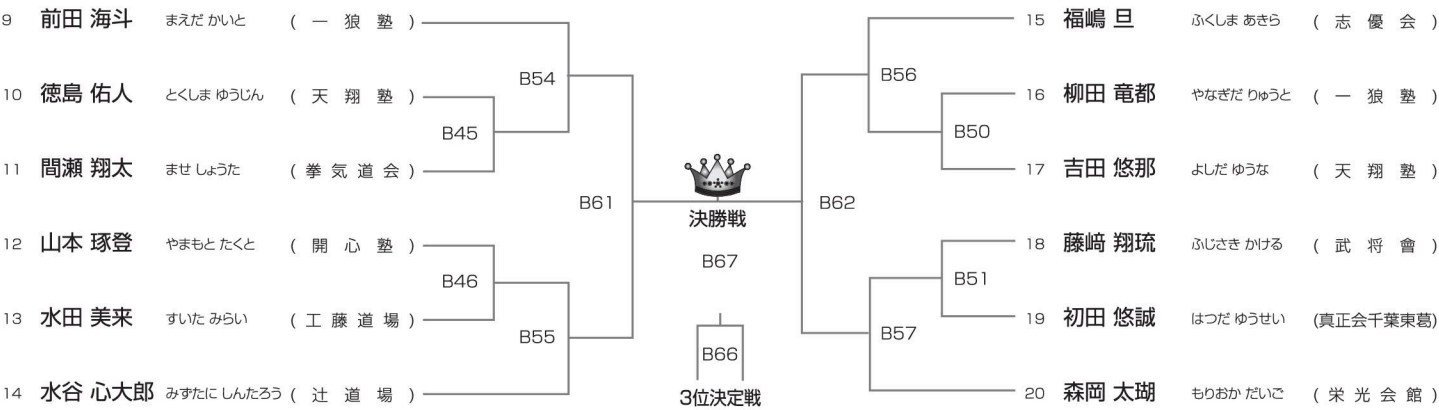 9 前田 海斗 まえだ かいと (一狼塾)
B54
10 徳島 佑人 とくしま ゆうじん (天翔塾)
B45
11 間瀬 翔太 ませ しょうた (拳気道会)
B61
12 山本 琢登 やまもと たくと (開心塾)
B46
13 水田 美来 すいた みらい (工藤道場)
B55
14 水谷 心大郎 みずたに しんたろう (辻道場)
決勝戦
B67
B66
3位決定戦
15 福嶋 旦 ふくしま あきら (志優会)
B56
16 柳田 竜都 やなぎだ りゅうと (一狼塾)
B50
17 吉田 悠那 よしだ ゆうな (天翔塾)
B62
18 藤﨑 翔琉 ふじさき かける (武将會)
B51
19 初田 悠誠 はつだ ゆうせい (真正会千葉東葛)
B57
20 森岡 太瑚 もりおか だいご (栄光会館)